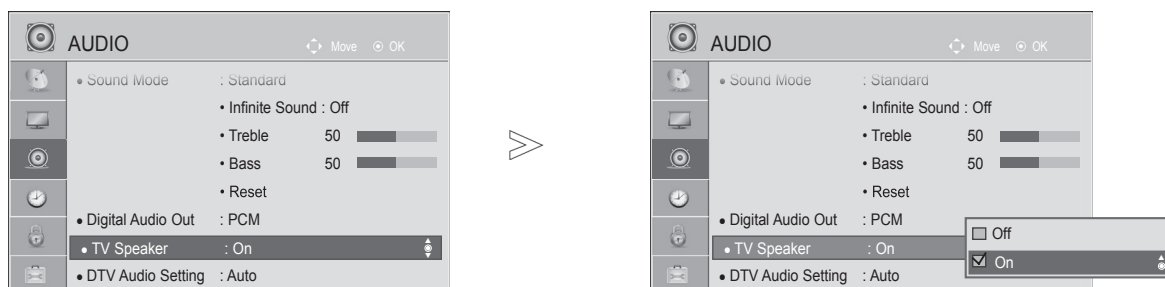 AUDIO
Move OK
• Sound Mode : Standard
• Infinite Sound : Off
• Treble 50
• Bass 50
• Reset
• Digital Audio Out : PCM
• TV Speaker : On
• DTV Audio Setting : Auto
AUDIO
Move OK
• Sound Mode : Standard
• Infinite Sound : Off
• Treble 50
• Bass 50
• Reset
• Digital Audio Out : PCM
• TV Speaker : On
• DTV Audio Setting : Auto
Off
On